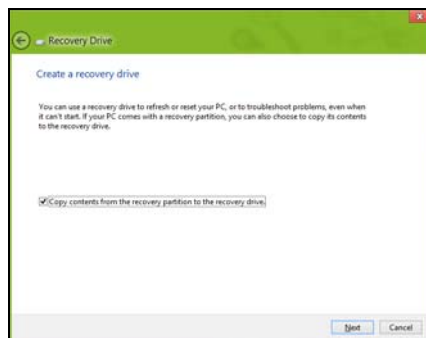 Recovery Drive
Create a recovery drive
You can use a recovery drive to refresh or reset your PC, or to troubleshoot problems, even when
it can't start. If your PC comes with a recovery partition, you can also choose to copy its contents
to the recovery drive.
Copy contents from the recovery partition to the recovery drive.
Next Cancel